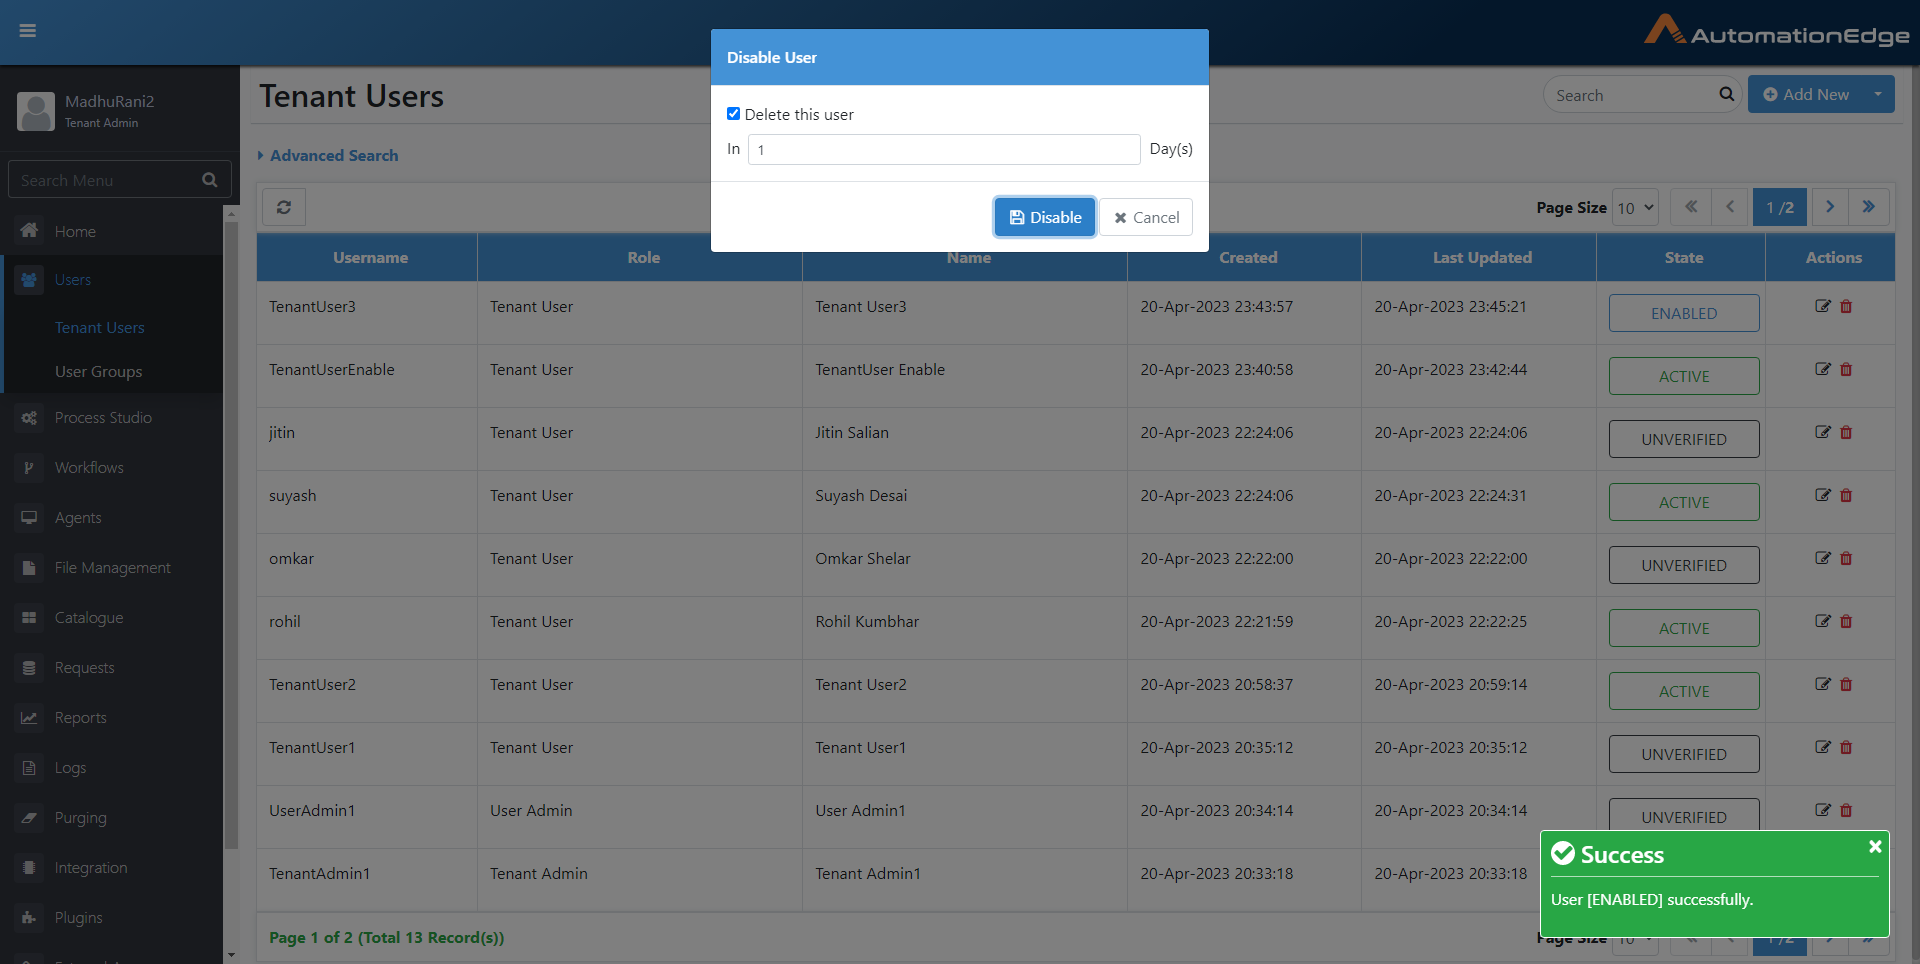 AutomationEdge
MadhuRani2
Tenant Admin
Search Menu
Home
Users
Tenant Users
User Groups
Process Studio
Workflows
Agents
File Management
Catalogue
Requests
Reports
Logs
Purging
Integration
Plugins
Tenant Users
Search
Add New
Advanced Search
Disable User
Delete this user
In 1 Day(s)
Disable Cancel
Page Size 10 1 /2
Username Role Name Created Last Updated State Actions
TenantUser3 Tenant User Tenant User3 20-Apr-2023 23:43:57 20-Apr-2023 23:45:21 ENABLED
TenantUserEnable Tenant User TenantUser Enable 20-Apr-2023 23:40:58 20-Apr-2023 23:42:44 ACTIVE
jitin Tenant User Jitin Salian 20-Apr-2023 22:24:06 20-Apr-2023 22:24:06 UNVERIFIED
suyash Tenant User Suyash Desai 20-Apr-2023 22:24:06 20-Apr-2023 22:24:31 ACTIVE
omkar Tenant User Omkar Shelar 20-Apr-2023 22:22:00 20-Apr-2023 22:22:00 UNVERIFIED
rohil Tenant User Rohil Kumbhar 20-Apr-2023 22:21:59 20-Apr-2023 22:22:25 ACTIVE
TenantUser2 Tenant User Tenant User2 20-Apr-2023 20:58:37 20-Apr-2023 20:59:14 ACTIVE
TenantUser1 Tenant User Tenant User1 20-Apr-2023 20:35:12 20-Apr-2023 20:35:12 UNVERIFIED
UserAdmin1 User Admin User Admin1 20-Apr-2023 20:34:14 20-Apr-2023 20:34:14 UNVERIFIED
TenantAdmin1 Tenant Admin Tenant Admin1 20-Apr-2023 20:33:18 20-Apr-2023 20:33:18
Success
User [ENABLED] successfully.
Page 1 of 2 (Total 13 Record(s))
Page Size 10 1 /2